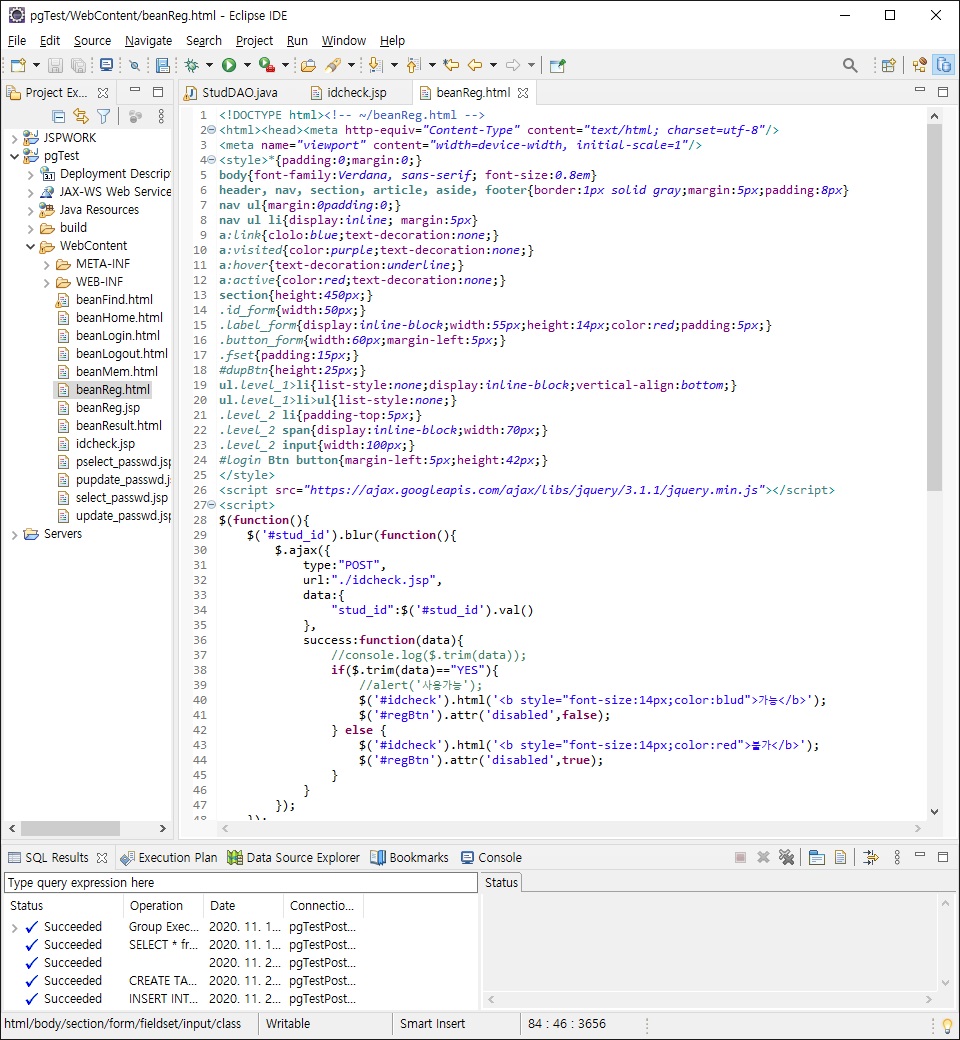 pgTest/WebContent/beanReg.html - Eclipse IDE
File Edit Source Navigate Search Project Run Window Help
Project Ex...
StudDAO.java idcheck.jsp beanReg.html
JSPWORK
pgTest
Deployment Descrip
JAX-WS Web Service
Java Resources
build
WebContent
META-INF
WEB-INF
beanFind.html
beanHome.html
beanLogin.html
beanLogout.html
beanMem.html
beanReg.html
beanReg.jsp
beanResult.html
idcheck.jsp
pselect_passwd.jsp
pupdate_passwd.js
select_passwd.jsp
update_passwd.jsp
Servers
1 <!DOCTYPE html><!-- ~/beanReg.html -->
2 <html><head><meta http-equiv="Content-Type" content="text/html; charset=utf-8"/>
3 <meta name="viewport" content="width=device-width, initial-scale=1"/>
4 <style>*{padding:0;margin:0;}
5 body{font-family:Verdana, sans-serif; font-size:0.8em}
6 header, nav, section, article, aside, footer{border:1px solid gray;margin:5px;padding:8px}
7 nav ul{margin:0padding:0;}
8 nav ul li{display:inline; margin:5px}
9 a:link{clolo:blue;text-decoration:none;}
10 a:visited{color:purple;text-decoration:none;}
11 a:hover{text-decoration:underline;}
12 a:active{color:red;text-decoration:none;}
13 section{height:450px;}
14 .id_form{width:50px;}
15 .label_form{display:inline-block;width:55px;height:14px;color:red;padding:5px;}
16 .button_form{width:60px;margin-left:5px;}
17 .fset{padding:15px;}
18 #dupBtn{height:25px;}
19 ul.level_1>li{list-style:none;display:inline-block;vertical-align:bottom;}
20 ul.level_1>li>ul{list-style:none;}
21 .level_2 li{padding-top:5px;}
22 .level_2 span{display:inline-block;width:70px;}
23 .level_2 input{width:100px;}
24 #login Btn button{margin-left:5px;height:42px;}
25 </style>
26 <script src="https://ajax.googleapis.com/ajax/libs/jquery/3.1.1/jquery.min.js"></script>
27 <script>
28 $(function(){
29 $('#stud_id').blur(function(){
30 $.ajax({
31 type:"POST",
32 url:"./idcheck.jsp",
33 data:{
34 "stud_id":$('#stud_id').val()
35 },
36 success:function(data){
37 //console.log($.trim(data));
38 if($.trim(data)=="YES"){
39 //alert('사용가능');
40 $('#idcheck').html('<b style="font-size:14px;color:blud">가능</b>');
41 $('#regBtn').attr('disabled',false);
42 } else {
43 $('#idcheck').html('<b style="font-size:14px;color:red">불가</b>');
44 $('#regBtn').attr('disabled',true);
45 }
46 }
47 });
48 });
SQL Results Execution Plan Data Source Explorer Bookmarks Console
Type query expression here
Status
Status Operation Date Connectio...
Succeeded Group Exec... 2020. 11. 1... pgTestPost...
Succeeded SELECT * fr... 2020. 11. 1... pgTestPost...
Succeeded 2020. 11. 2... pgTestPost...
Succeeded CREATE TA... 2020. 11. 2... pgTestPost...
Succeeded INSERT INT... 2020. 11. 2... pgTestPost...
html/body/section/form/fieldset/input/class Writable Smart Insert 84 : 46 : 3656